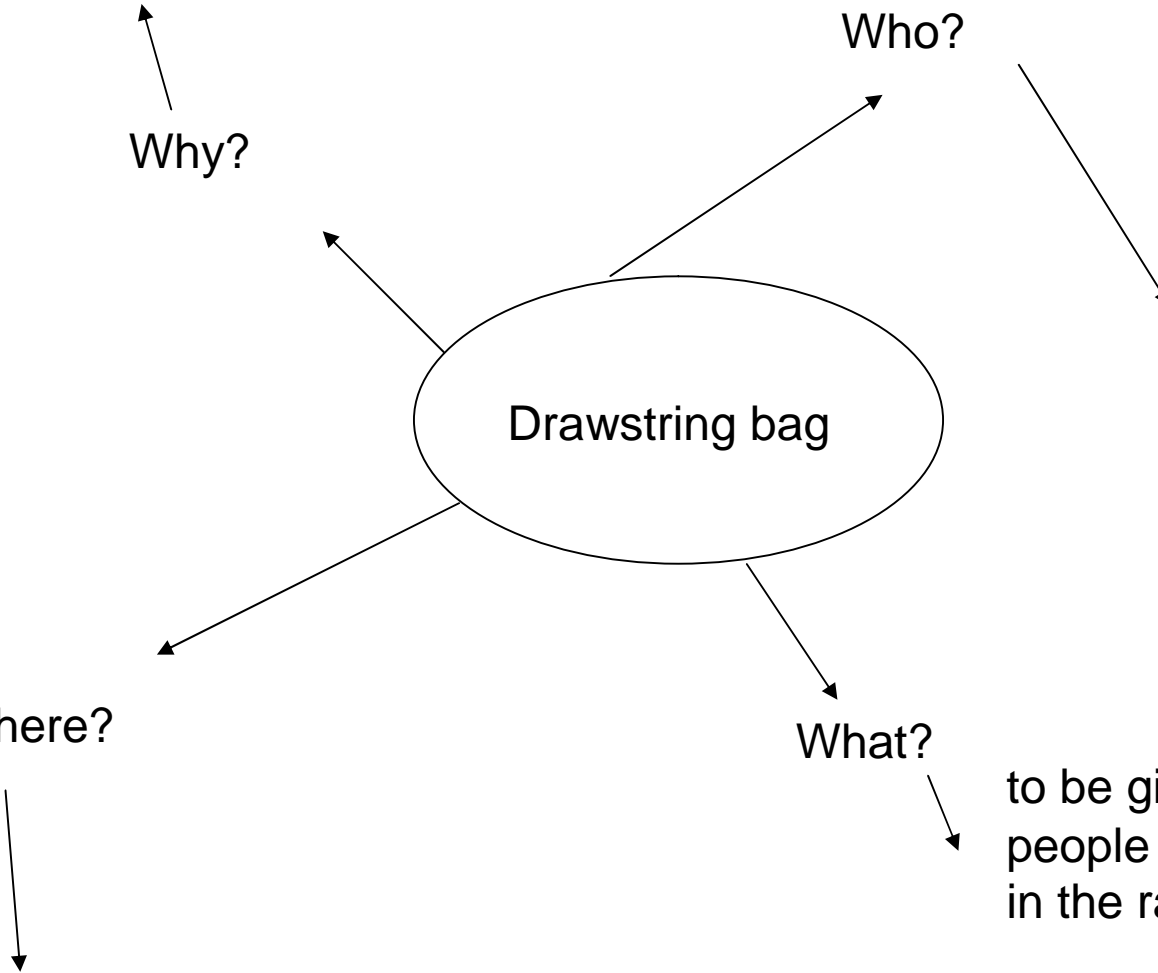 Who?
Why?
Drawstring bag
here?
What?
to be gi
people
in the ra